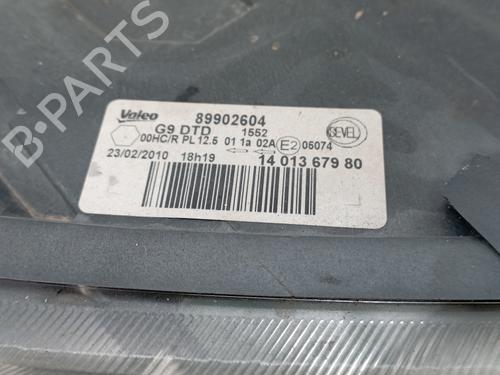 Valeo 89902604
G9 DTD 1552
00HC/R PL 12.5 01 1a 02A E2 05074
SEVEL
23/02/2010 18h19 14 013 679 80